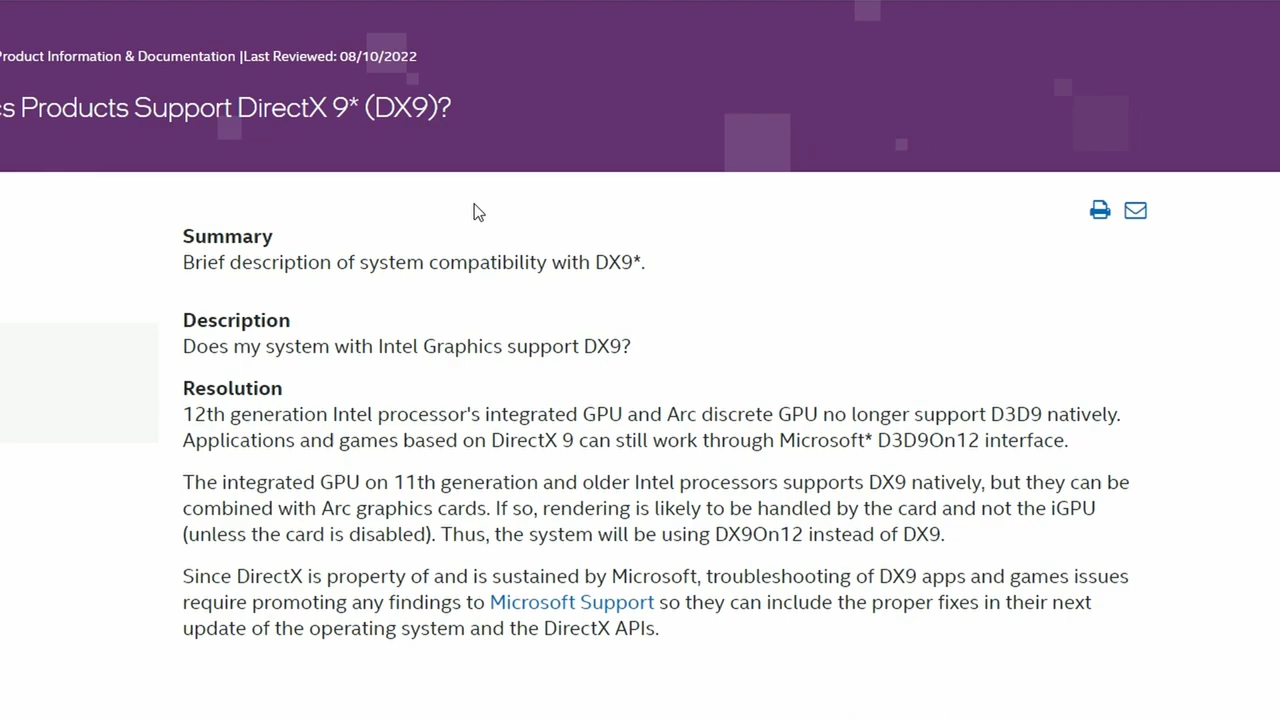 Product Information & Documentation |Last Reviewed: 08/10/2022
Products Support DirectX 9* (DX9)?
Summary
Brief description of system compatibility with DX9*.
Description
Does my system with Intel Graphics support DX9?
Resolution
12th generation Intel processor's integrated GPU and Arc discrete GPU no longer support D3D9 natively.
Applications and games based on DirectX 9 can still work through Microsoft* D3D9On12 interface.
The integrated GPU on 11th generation and older Intel processors supports DX9 natively, but they can be
combined with Arc graphics cards. If so, rendering is likely to be handled by the card and not the iGPU
(unless the card is disabled). Thus, the system will be using DX9On12 instead of DX9.
Since DirectX is property of and is sustained by Microsoft, troubleshooting of DX9 apps and games issues
require promoting any findings to Microsoft Support so they can include the proper fixes in their next
update of the operating system and the DirectX APIs.